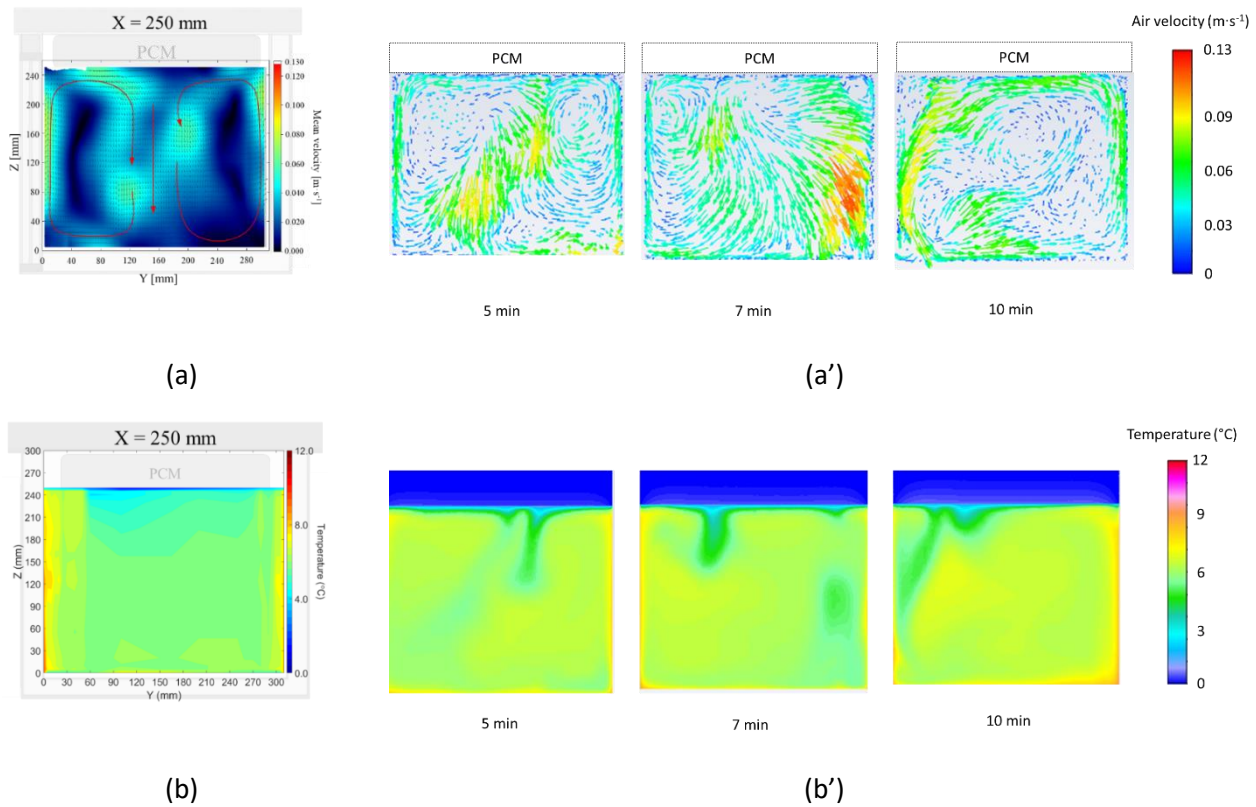 X = 250 mm
PCM
240
200
160
120
80
40
0
Z [mm]
0 40 80 120 160 200 240 280
Y [mm]
0.130
0.120
0.100
0.080
0.060
0.040
0.020
0.000
Mean velocity [m s⁻¹]
(a)
PCM
PCM
PCM
5 min
7 min
10 min
Air velocity (m·s⁻¹)
0.13
0.09
0.06
0.03
0
(a')
X = 250 mm
PCM
300
270
240
210
180
150
120
90
60
30
0
Z (mm)
0 30 60 90 120 150 180 210 240 270 300
Y (mm)
12.0
8.0
4.0
0.0
Temperature (°C)
(b)
5 min
7 min
10 min
Temperature (°C)
12
9
6
3
0
(b')